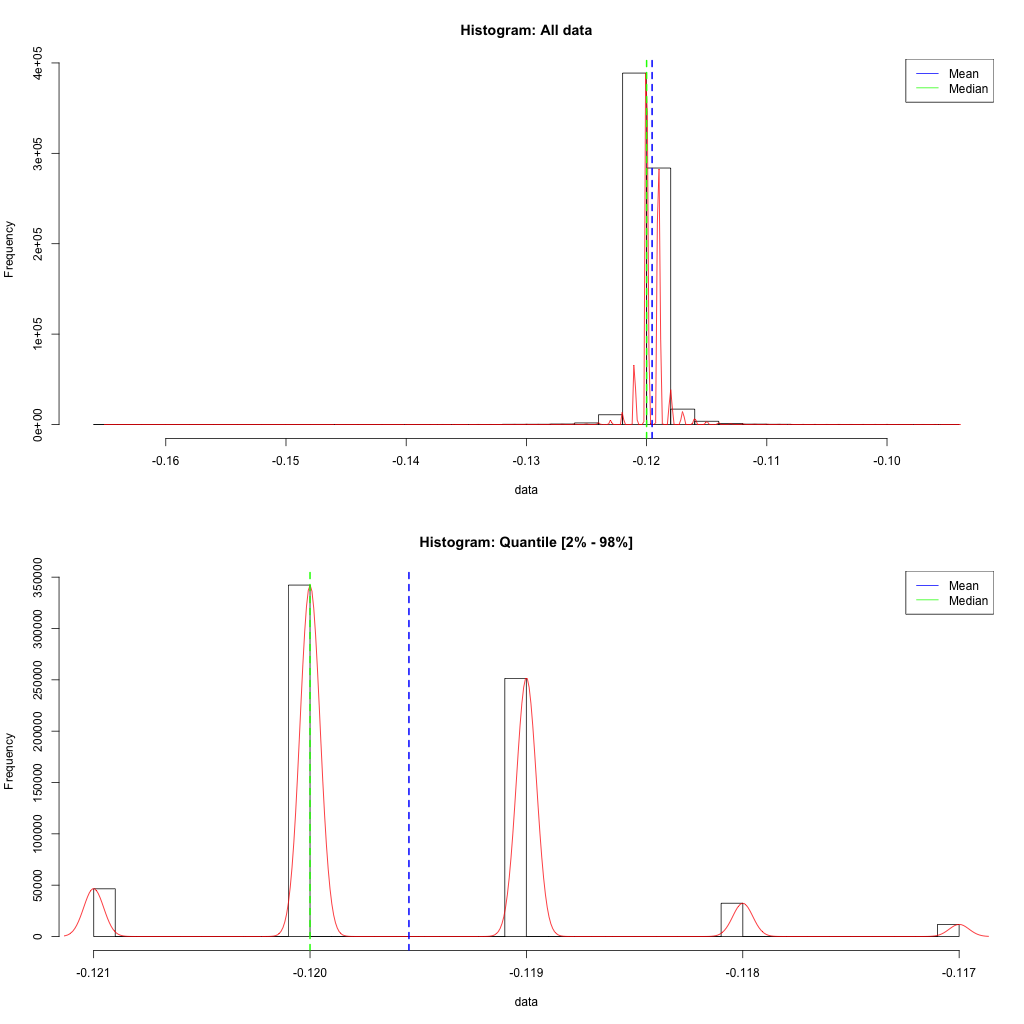 Histogram: All data
Mean
Median
Frequency
4e+05
3e+05
2e+05
1e+05
0e+00
-0.16 -0.15 -0.14 -0.13 -0.12 -0.11 -0.10
data
Histogram: Quantile [2% - 98%]
Mean
Median
Frequency
350000
300000
250000
200000
150000
100000
50000
0
-0.121 -0.120 -0.119 -0.118 -0.117
data